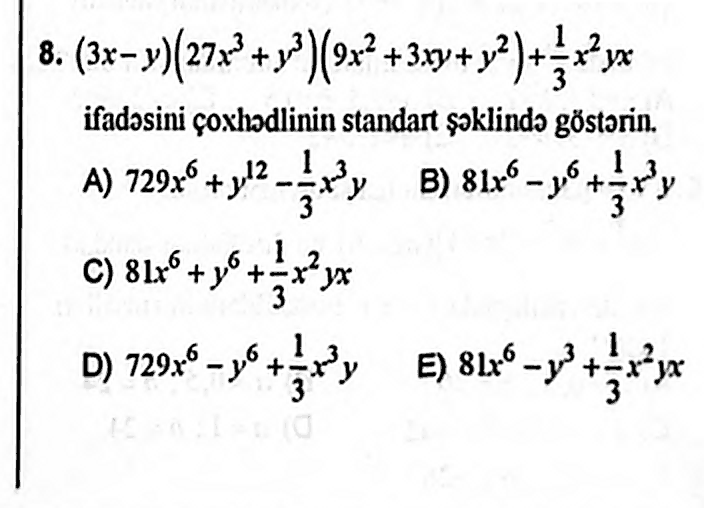 8. (3x – y)(27x³ + y³)(9x² + 3xy + y²) + 1/3 x²yx
ifadəsini çoxhədlinin standart şəklində göstərin.
A) 729x⁶ + y¹² – 1/3 x³y B) 81x⁶ – y⁶ + 1/3 x³y
C) 81x⁶ + y⁶ + 1/3 x²yx
D) 729x⁶ – y⁶ + 1/3 x³y E) 81x⁶ – y³ + 1/3 x²yx